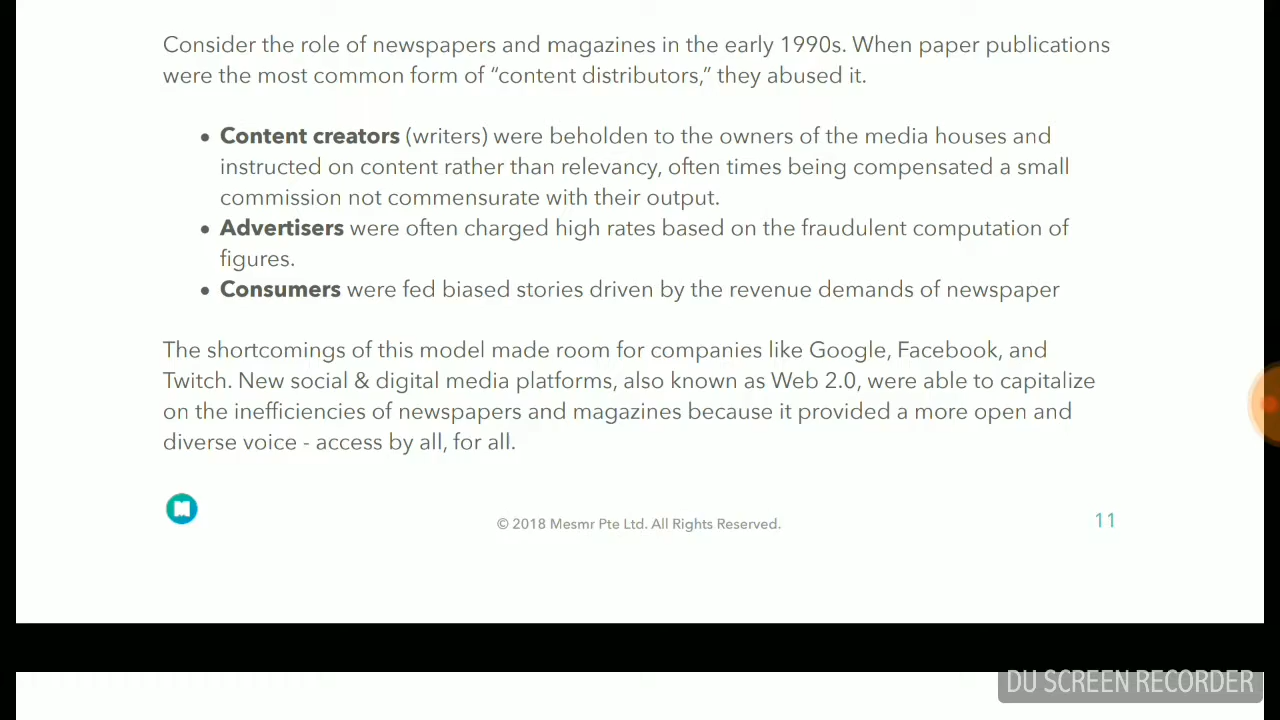 Consider the role of newspapers and magazines in the early 1990s. When paper publications
were the most common form of “content distributors,” they abused it.
• Content creators (writers) were beholden to the owners of the media houses and
instructed on content rather than relevancy, often times being compensated a small
commission not commensurate with their output.
• Advertisers were often charged high rates based on the fraudulent computation of
figures.
• Consumers were fed biased stories driven by the revenue demands of newspaper
The shortcomings of this model made room for companies like Google, Facebook, and
Twitch. New social & digital media platforms, also known as Web 2.0, were able to capitalize
on the inefficiencies of newspapers and magazines because it provided a more open and
diverse voice - access by all, for all.
© 2018 Mesmr Pte Ltd. All Rights Reserved.
11
DU SCREEN RECORDER